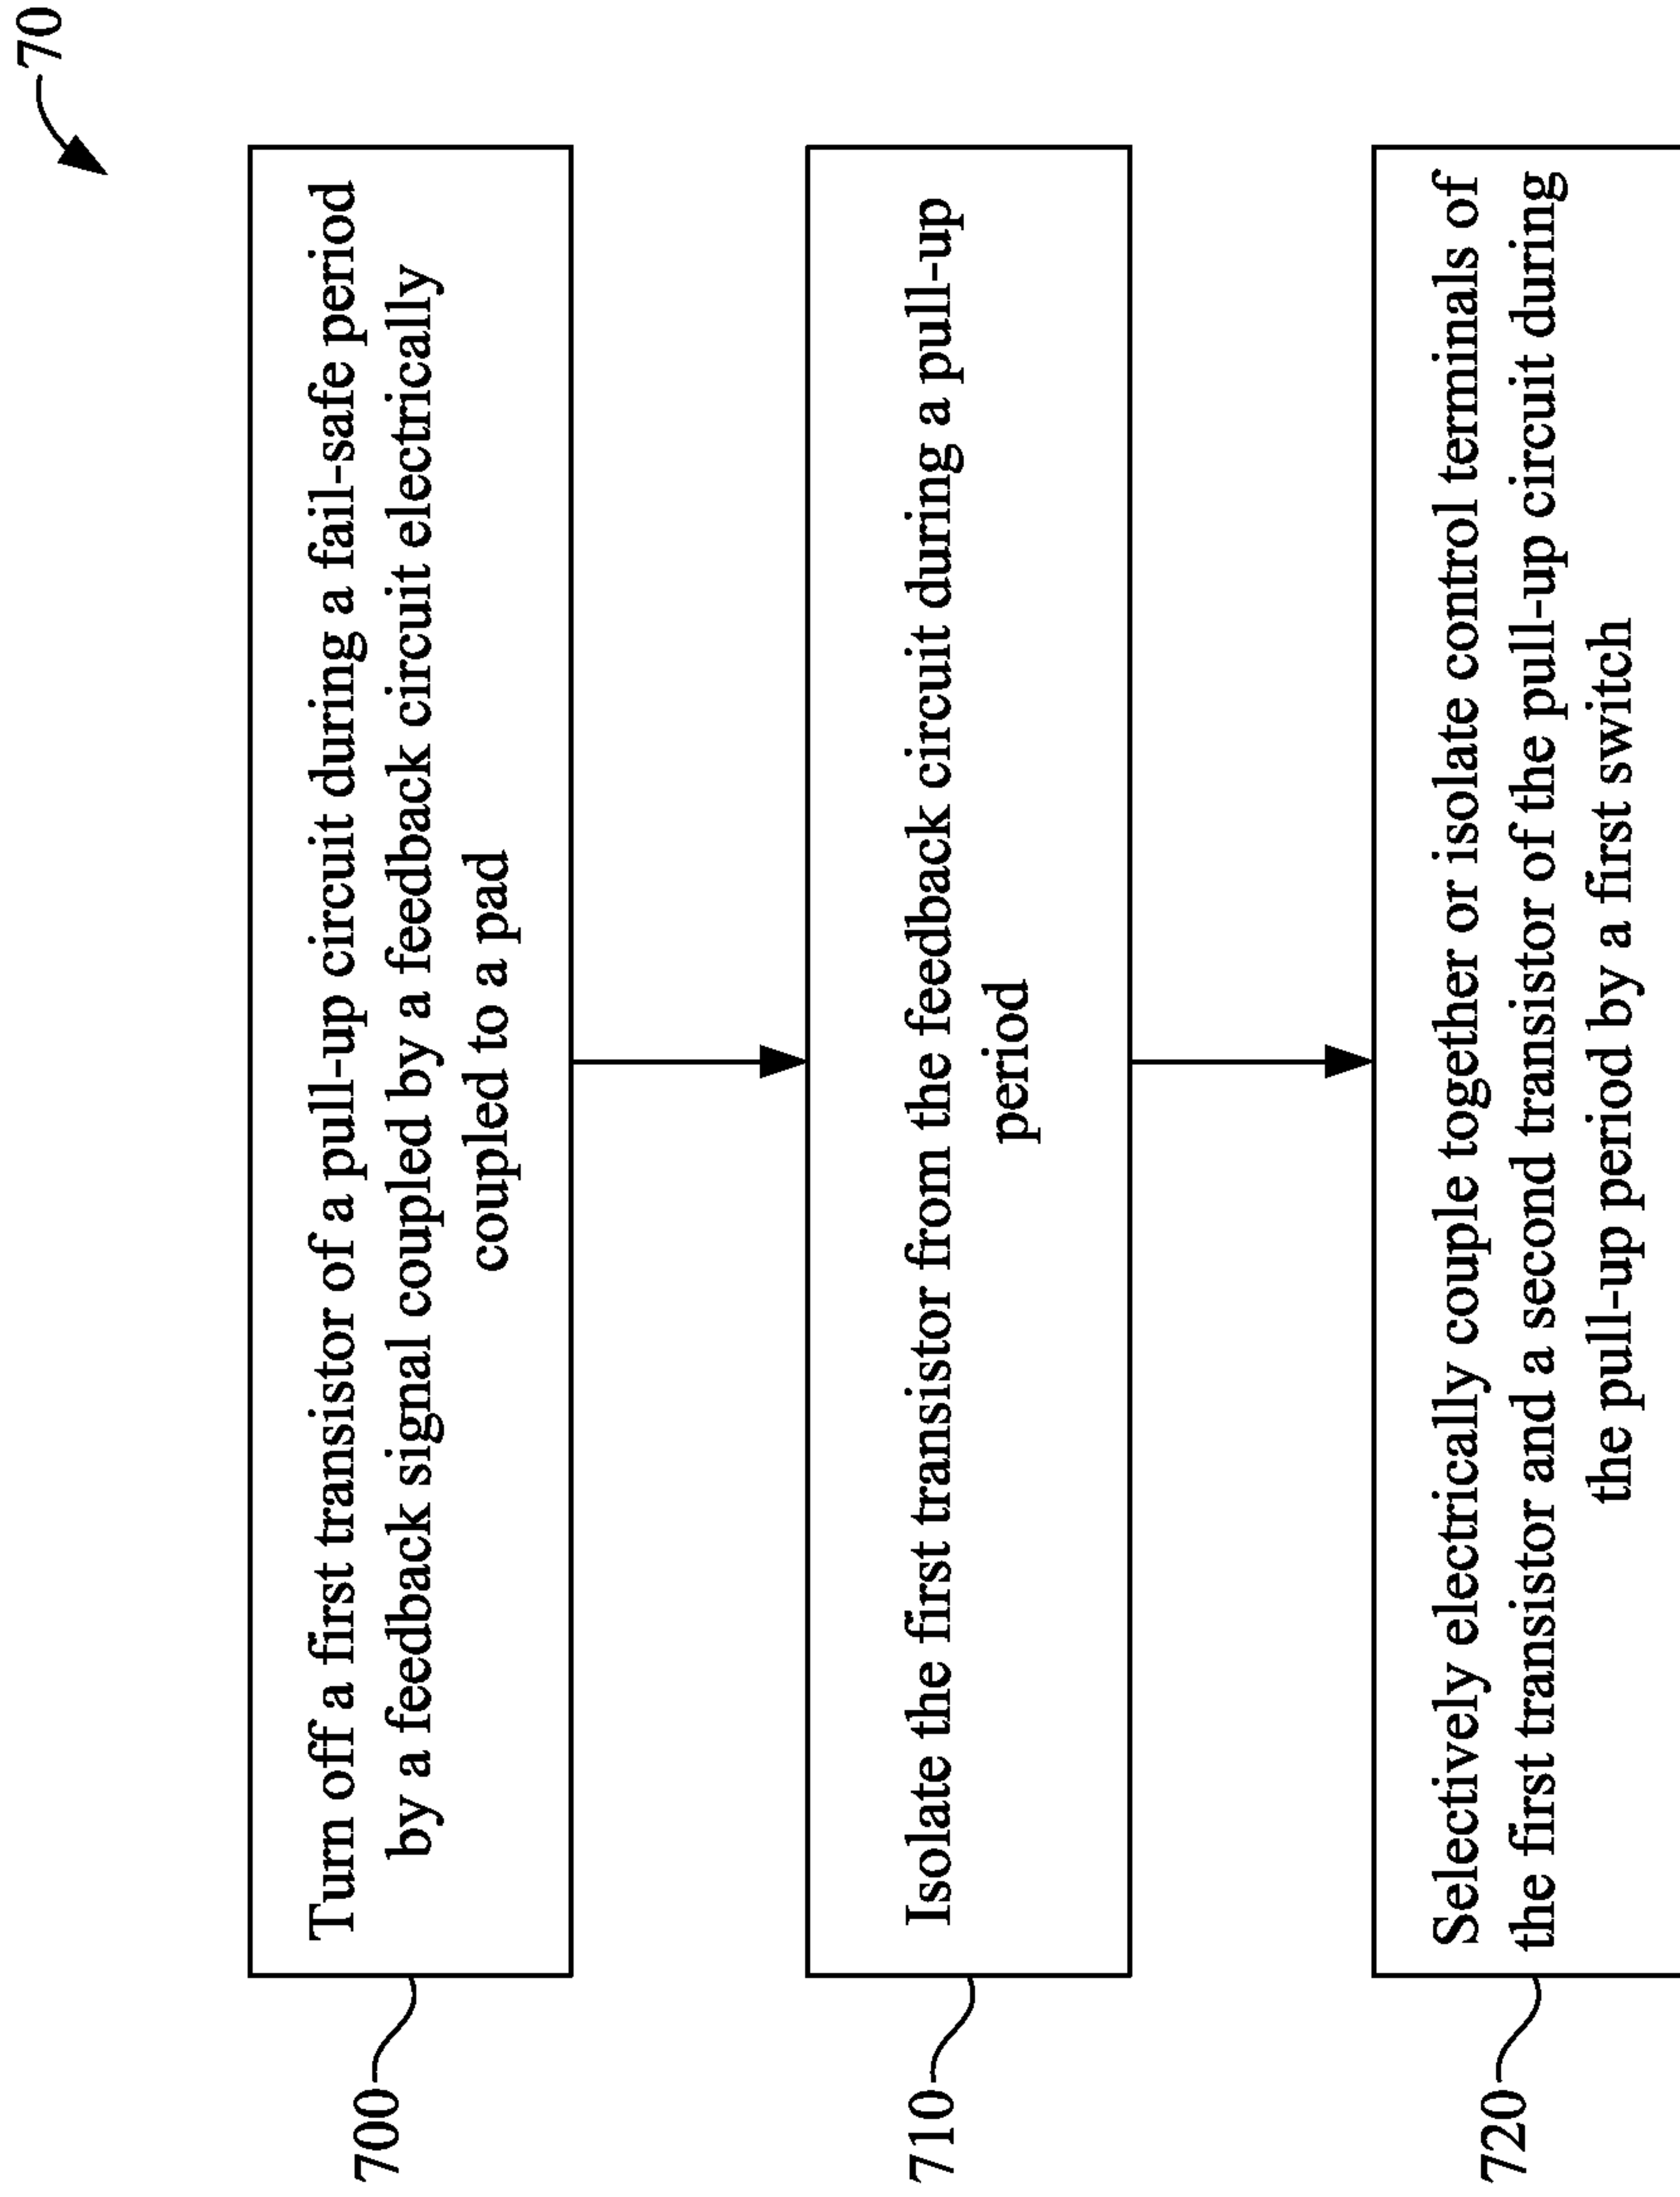 70
700
Turn off a first transistor of a pull-up circuit during a fail-safe period
by a feedback signal coupled by a feedback circuit electrically
coupled to a pad
710
Isolate the first transistor from the feedback circuit during a pull-up
period
720
Selectively electrically couple together or isolate control terminals of
the first transistor and a second transistor of the pull-up circuit during
the pull-up period by a first switch